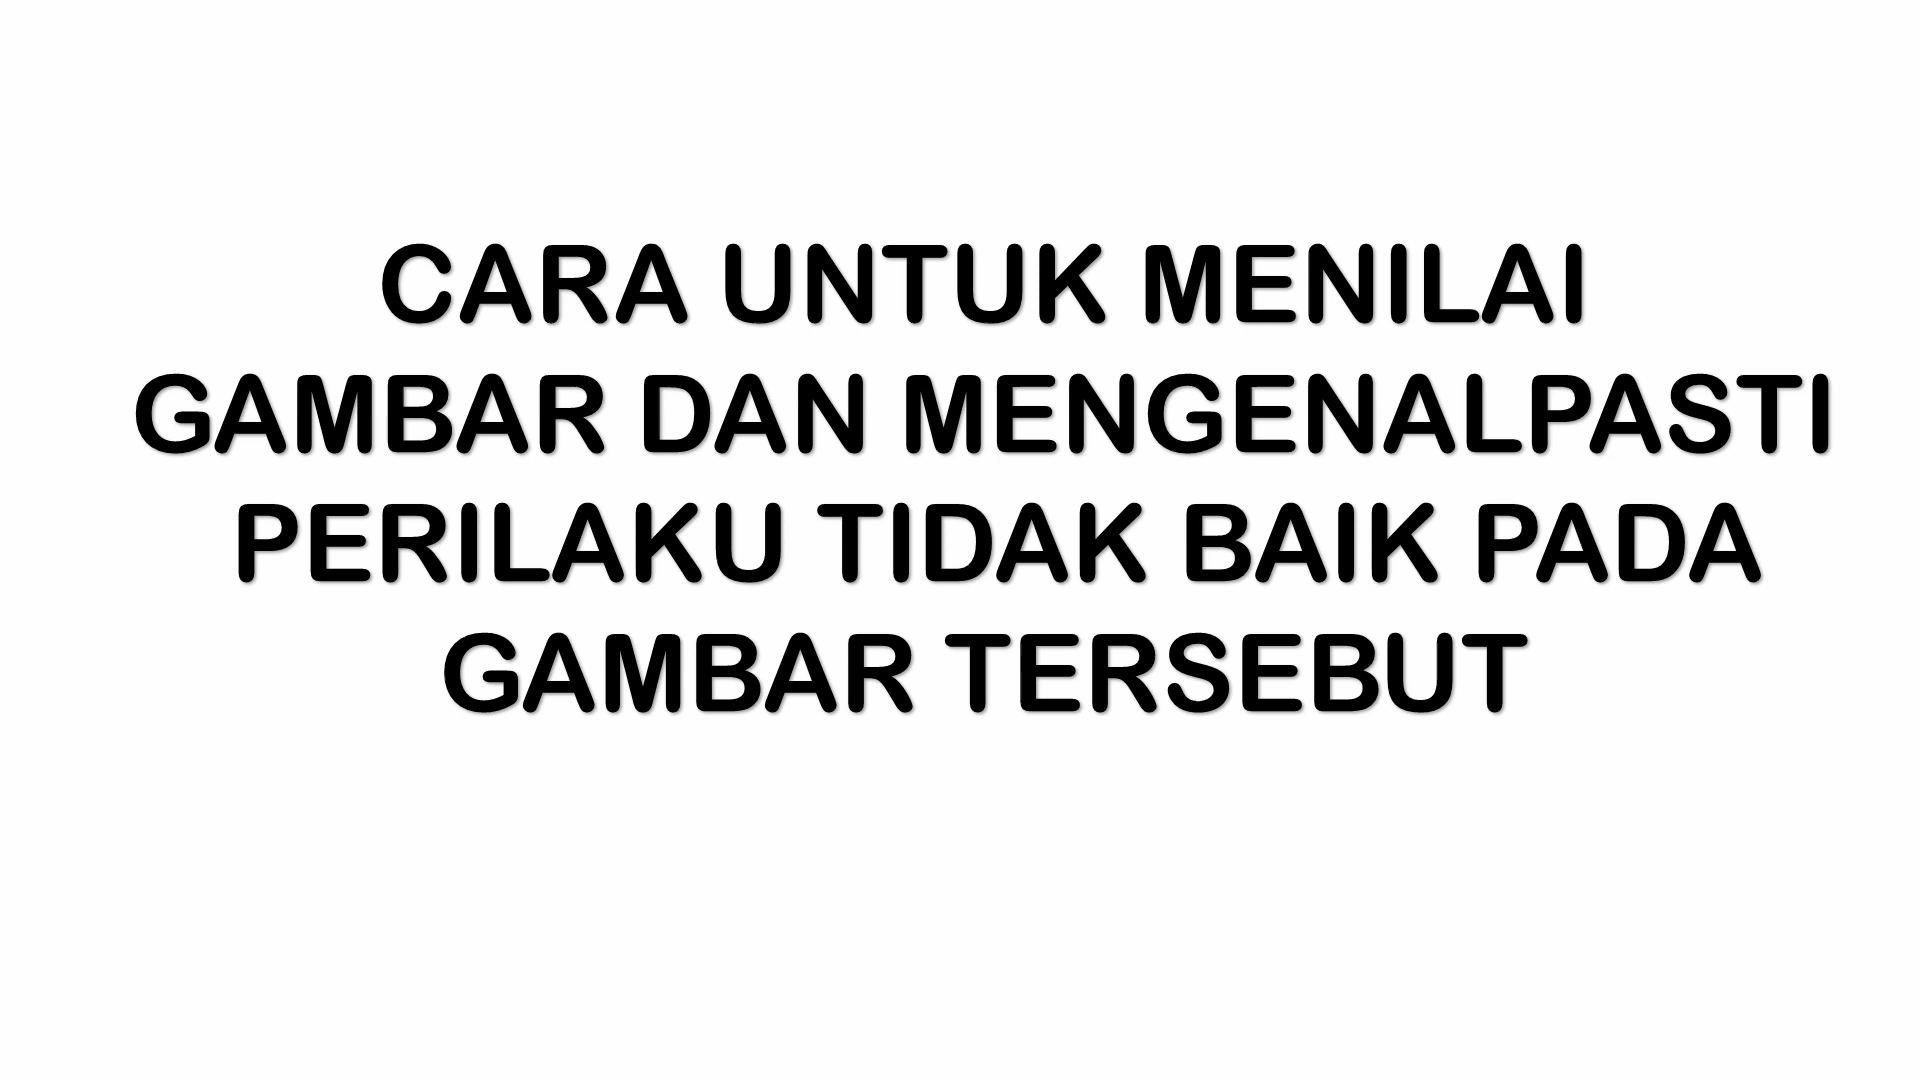 CARA UNTUK MENILAI
GAMBAR DAN MENGENALPASTI
PERILAKU TIDAK BAIK PADA
GAMBAR TERSEBUT